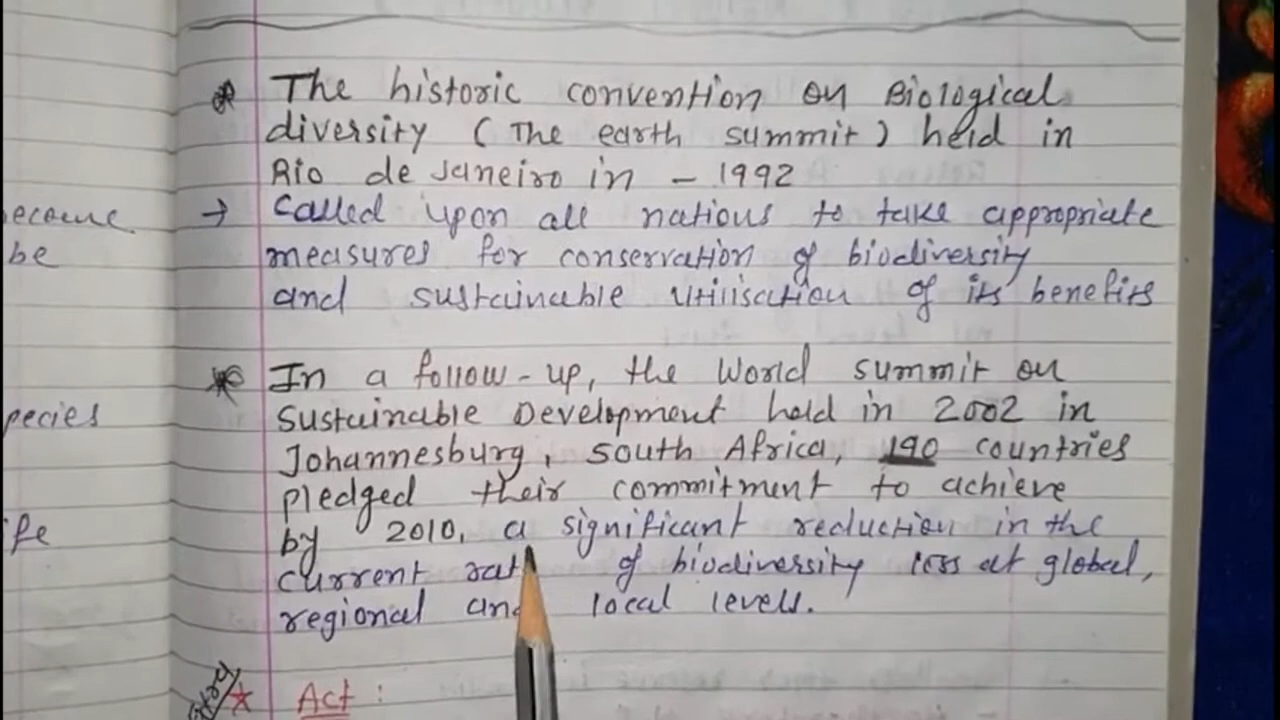 The historic convention on Biological
diversity (The earth summit) held in
Rio de Janeiro in - 1992
ecome
→ Called upon all nations to take appropriate
be
measures for conservation of biodiversity
and sustainable utilisation of its benefits
In a follow-up, the World summit on
pecies
Sustainable Development held in 2002 in
Johannesburg, South Africa, 190 countries
pledged their commitment to achieve
ife
by 2010, a significant reduction in the
current rat of biodiversity loss at global,
regional and local levels.
Act :